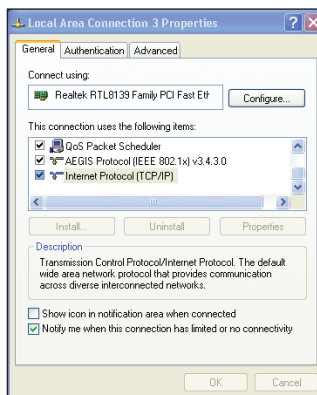 Local Area Connection 3 Properties
General Authentication Advanced
Connect using:
Realtek RTL8139 Family PCI Fast Eth
Configure...
This connection uses the following items:
QoS Packet Scheduler
AEGIS Protocol (IEEE 802.1x) v3.4.3.0
Internet Protocol (TCP/IP)
Install... Uninstall Properties
Description
Transmission Control Protocol/Internet Protocol. The default
wide area network protocol that provides communication
across diverse interconnected networks.
Show icon in notification area when connected
Notify me when this connection has limited or no connectivity
OK Cancel